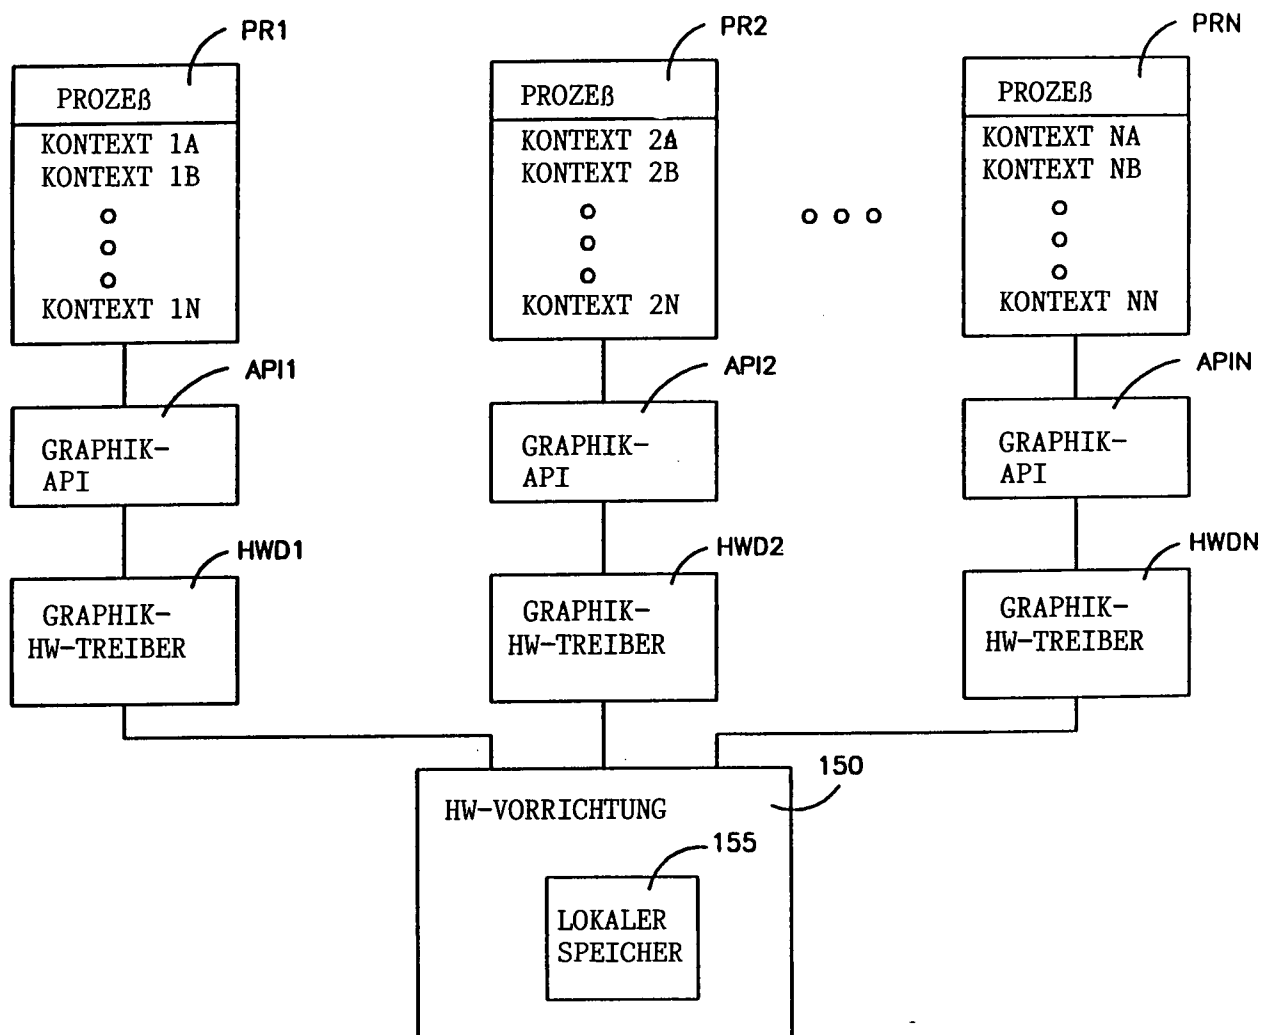 PR1
PROZEß
KONTEXT 1A
KONTEXT 1B
KONTEXT 1N
API1
GRAPHIK-
API
HWD1
GRAPHIK-
HW-TREIBER
PR2
PROZEß
KONTEXT 2A
KONTEXT 2B
KONTEXT 2N
API2
GRAPHIK-
API
HWD2
GRAPHIK-
HW-TREIBER
PRN
PROZEß
KONTEXT NA
KONTEXT NB
KONTEXT NN
APIN
GRAPHIK-
API
HWDN
GRAPHIK-
HW-TREIBER
150
HW-VORRICHTUNG
155
LOKALER
SPEICHER